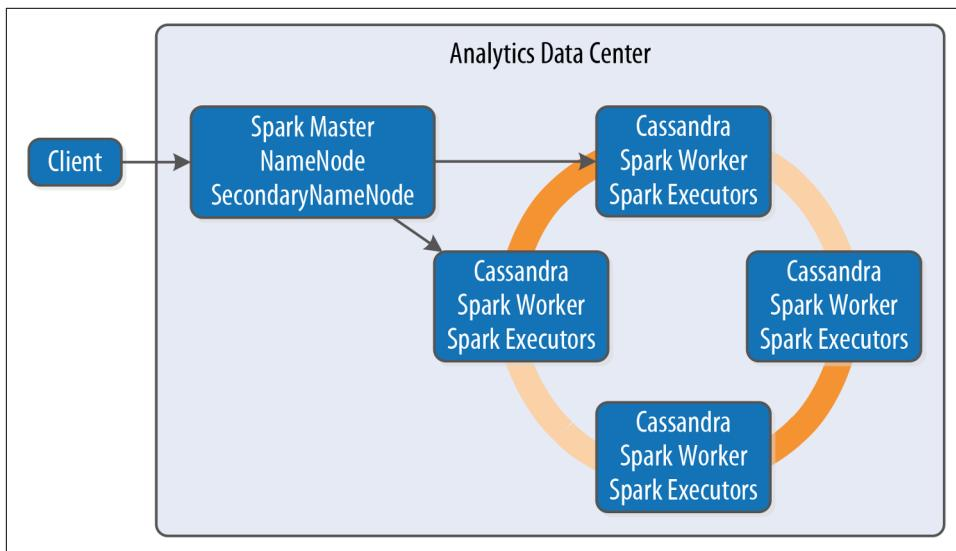 Analytics Data Center
Client
Spark Master
NameNode
SecondaryNameNode
Cassandra
Spark Worker
Spark Executors
Cassandra
Spark Worker
Spark Executors
Cassandra
Spark Worker
Spark Executors
Cassandra
Spark Worker
Spark Executors